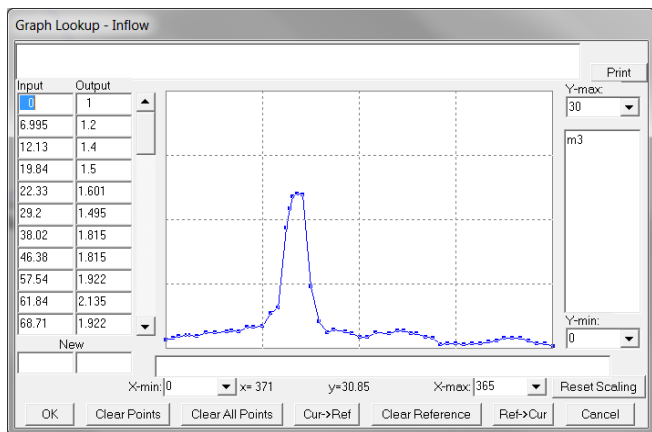 Graph Lookup - Inflow
Print
Input Output
0 1
6.995 1.2
12.13 1.4
19.84 1.5
22.33 1.601
29.2 1.495
38.02 1.815
46.38 1.815
57.54 1.922
61.84 2.135
68.71 1.922
New
Y-max:
30
m3
Y-min:
0
X-min: 0 x= 371 y=30.85 X-max: 365 Reset Scaling
OK Clear Points Clear All Points Cur->Ref Clear Reference Ref->Cur Cancel